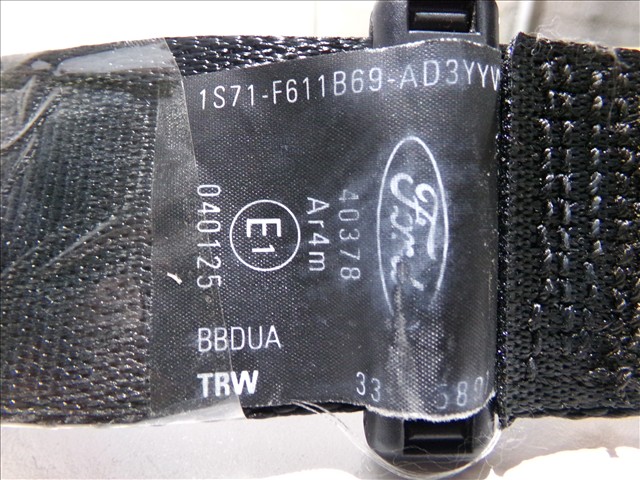 1S71-F611B69-AD3YYW
Ford
40378
Ar4m
E1
040125
BBDUA
TRW